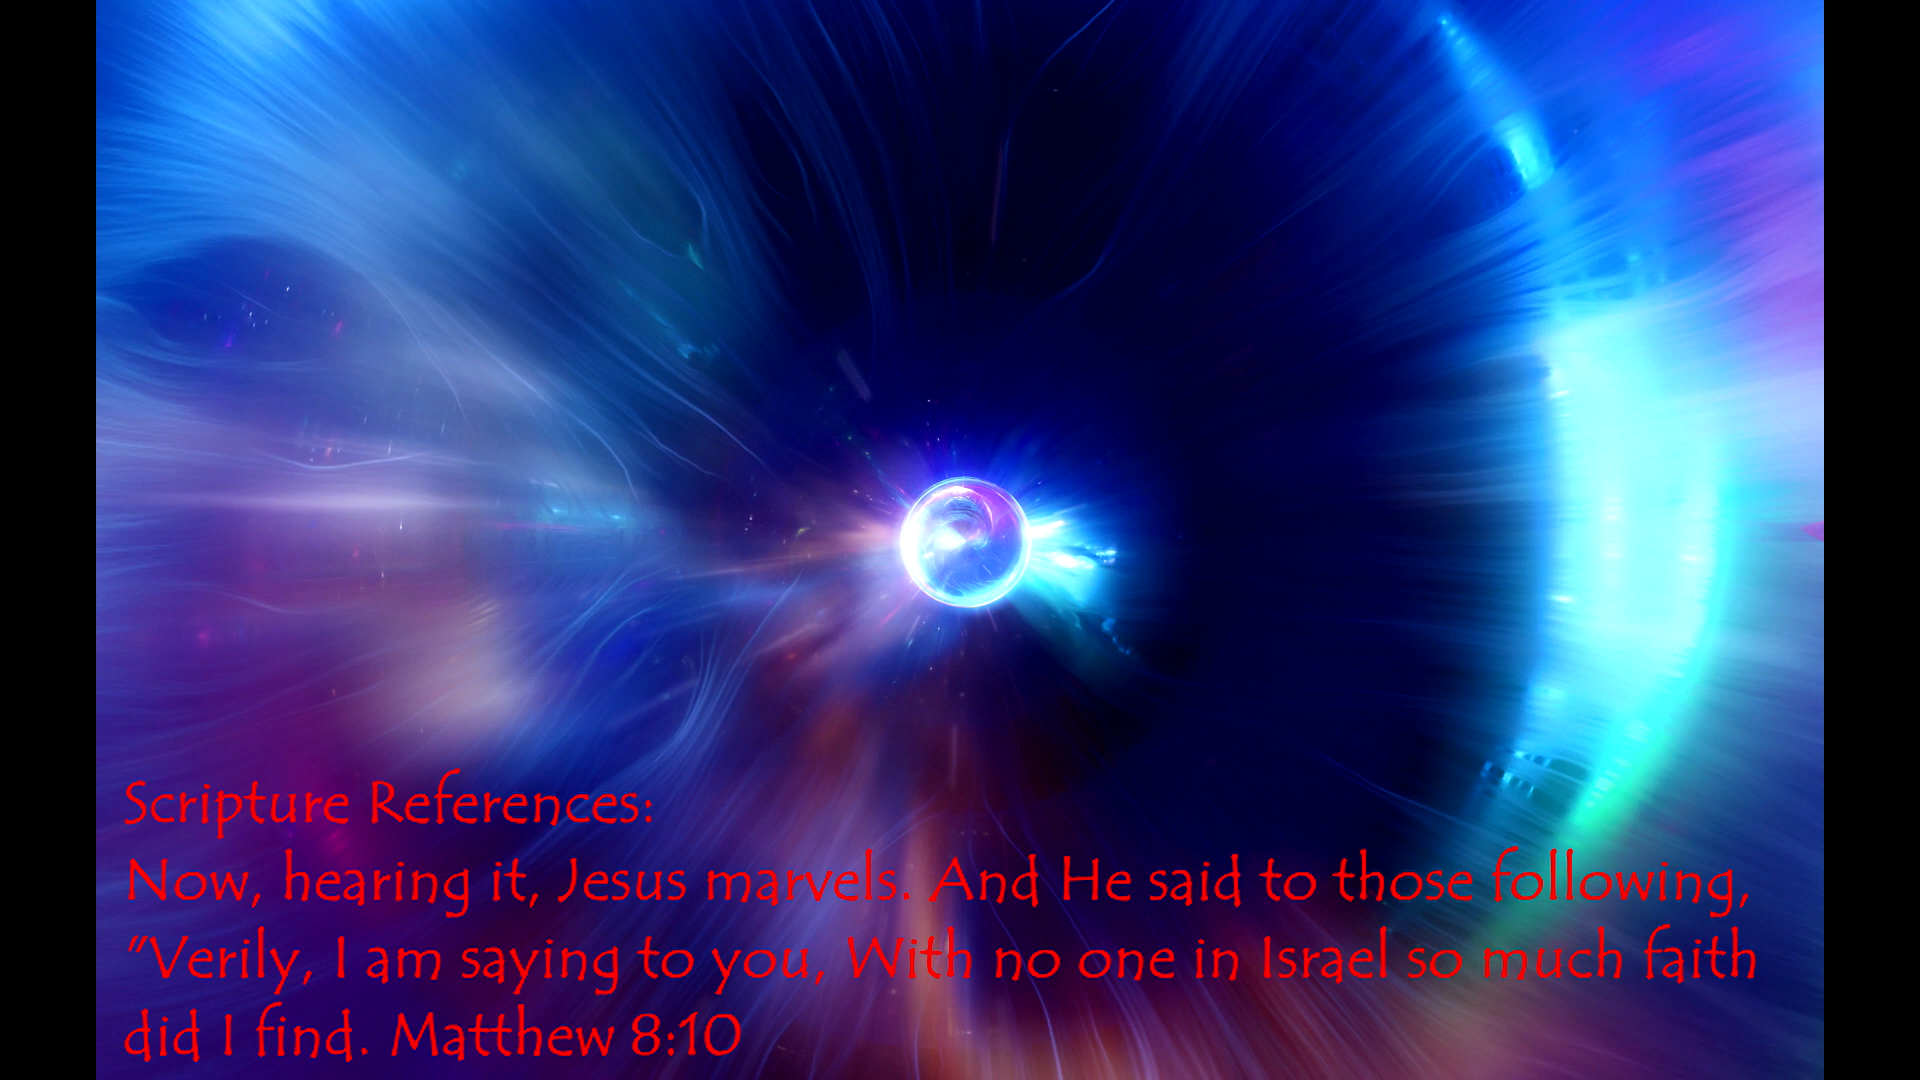 Scripture References:
Now, hearing it, Jesus marvels. And He said to those following,
"Verily, I am saying to you, With no one in Israel so much faith
did I find. Matthew 8:10